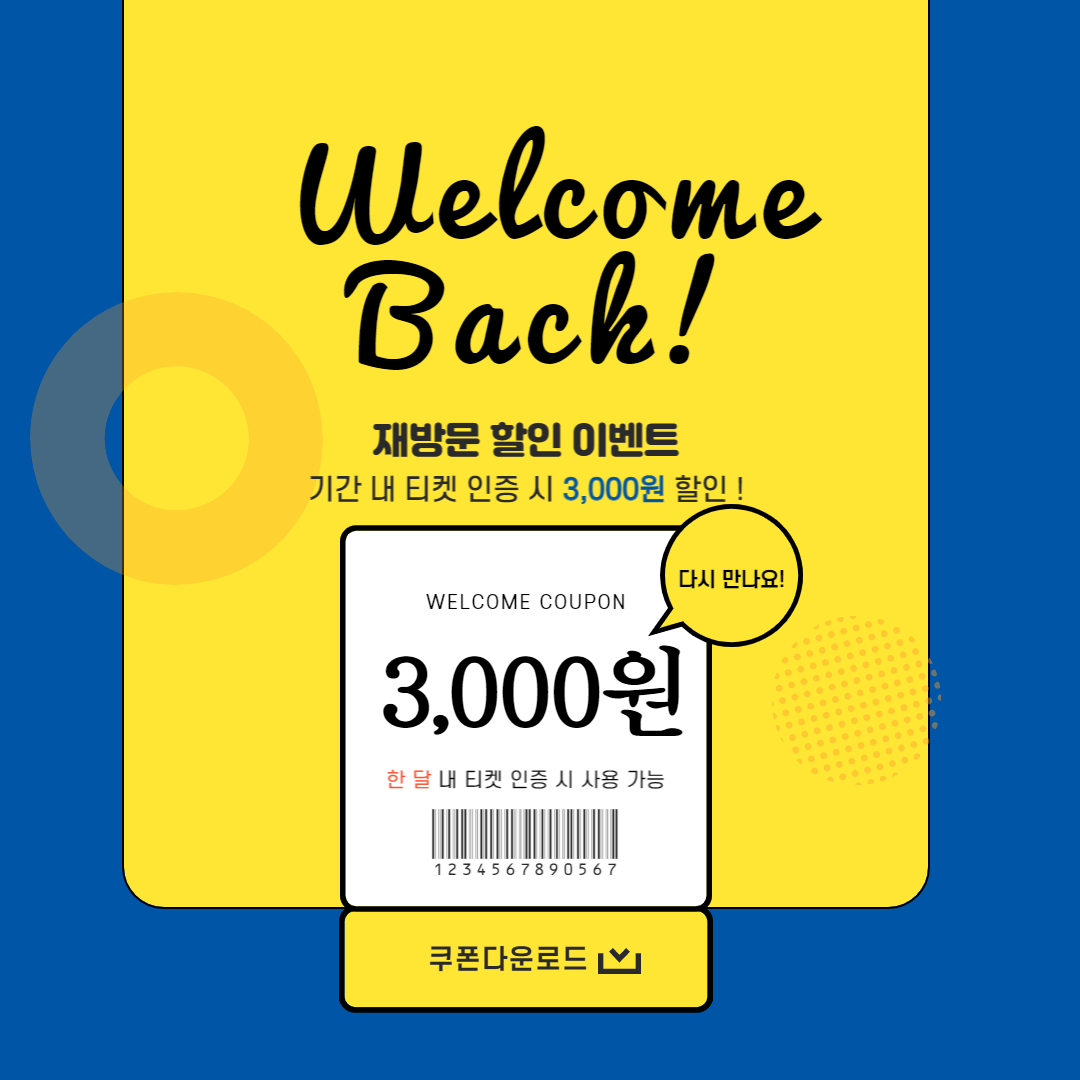 Welcome
Back!
재방문 할인 이벤트
기간 내 티켓 인증 시 3,000원 할인 !
다시 만나요!
WELCOME COUPON
3,000원
한 달 내 티켓 인증 시 사용 가능
1234567890567
쿠폰다운로드